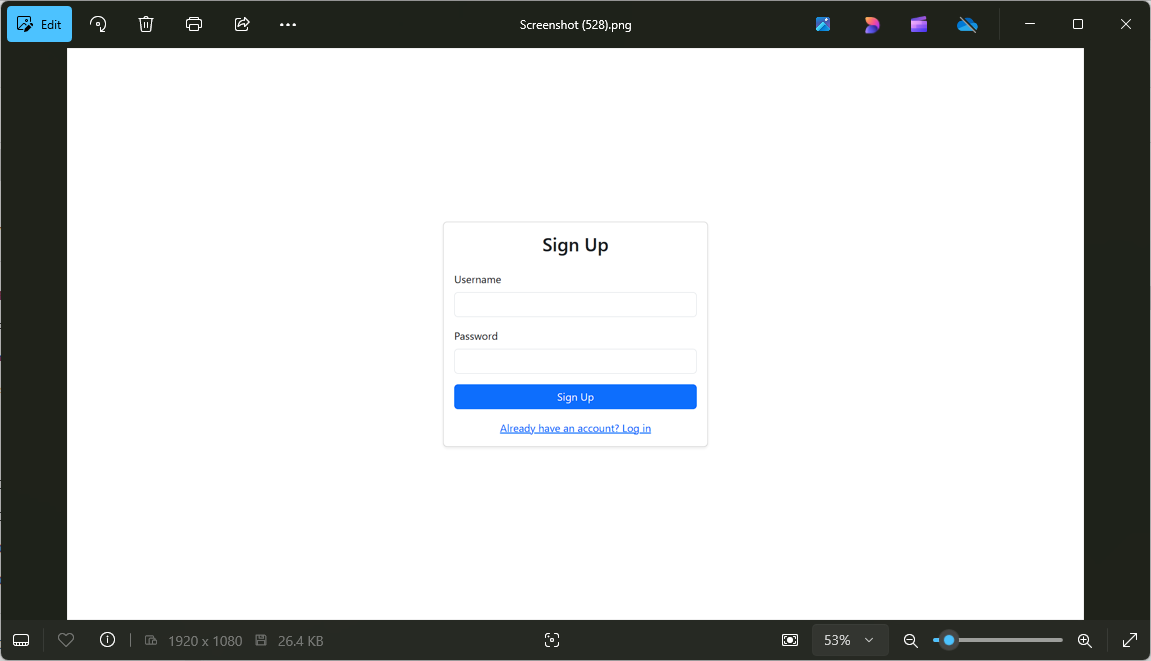 Edit
Screenshot (528).png
Sign Up
Username
Password
Sign Up
Already have an account? Log in
1920 x 1080
26.4 KB
53%